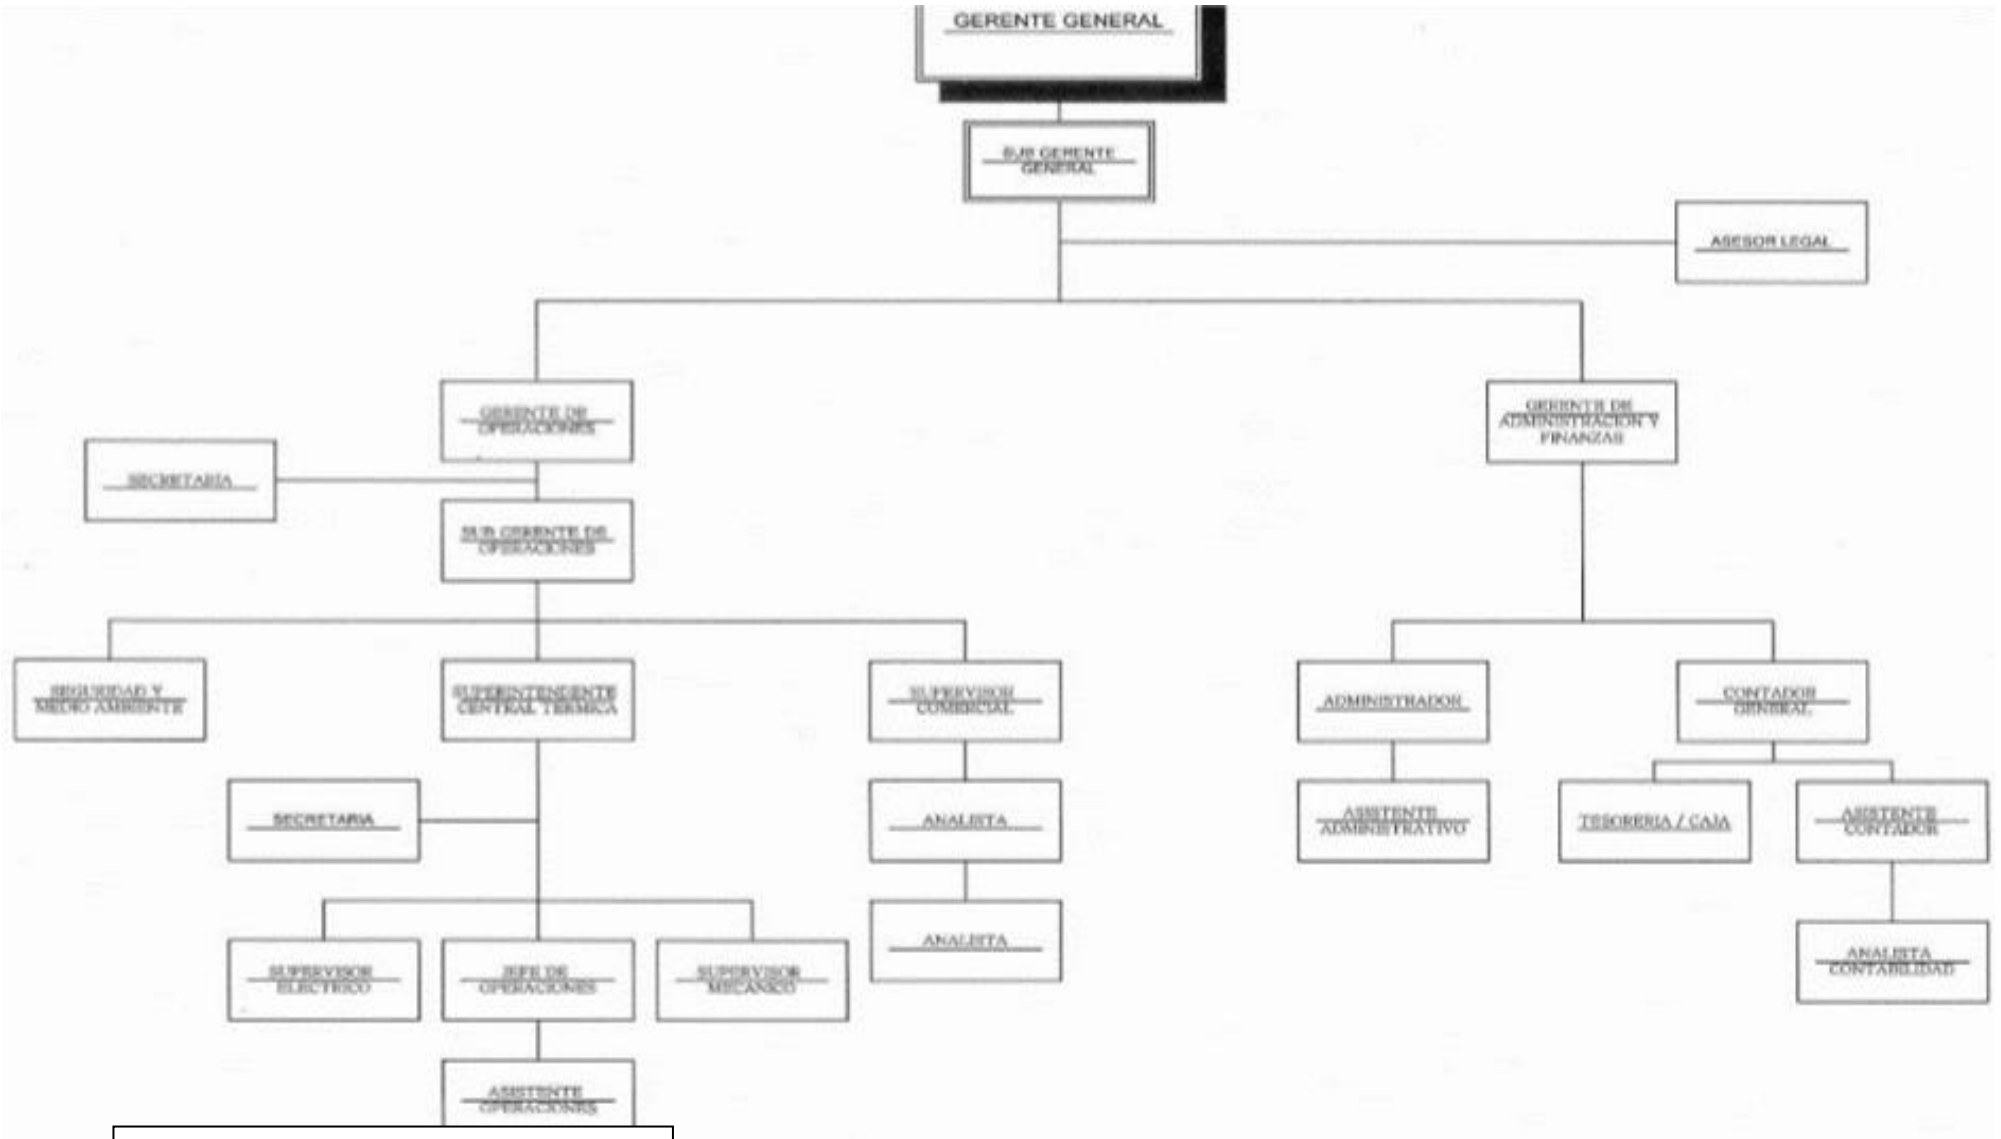 GERENTE GENERAL
SUB GERENTE
GENERAL
ASESOR LEGAL
GERENTE DE
OPERACIONES
GERENTE DE
ADMINISTRACION Y
FINANZAS
SECRETARIA
SUB GERENTE DE
OPERACIONES
SEGURIDAD Y
MEDIO AMBIENTE
SUPERINTENDENTE
CENTRAL TERMICA
SUPERVISOR
COMERCIAL
ADMINISTRADOR
CONTADOR
GENERAL
SECRETARIA
ANALISTA
ASISTENTE
ADMINISTRATIVO
TESORERIA / CAJA
ASISTENTE
CONTADOR
SUPERVISOR
ELECTRICO
JEFE DE
OPERACIONES
SUPERVISOR
MECANICO
ANALISTA
ANALISTA
CONTABILIDAD
ASISTENTE
OPERACIONES